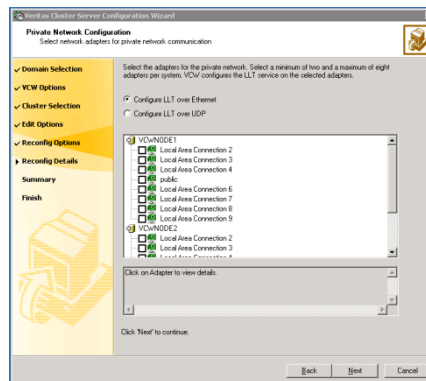 Veritas Cluster Server Configuration Wizard
Private Network Configuration
Select network adapters for private network communication
Domain Selection
VCW Options
Cluster Selection
Edit Options
Reconfig Options
Reconfig Details
Summary
Finish
Select the adapters for the private network. Select a minimum of two and a maximum of eight
adapters per system. VCW configures the LLT service on the selected adapters.
Configure LLT over Ethernet
Configure LLT over UDP
VCWNODE1
Local Area Connection 2
Local Area Connection 3
Local Area Connection 4
public
Local Area Connection 6
Local Area Connection 7
Local Area Connection 8
Local Area Connection 9
VCWNODE2
Local Area Connection 2
Local Area Connection 3
Local Area Connection 4
Click on Adapter to view details.
Click 'Next' to continue.
Back
Next
Cancel